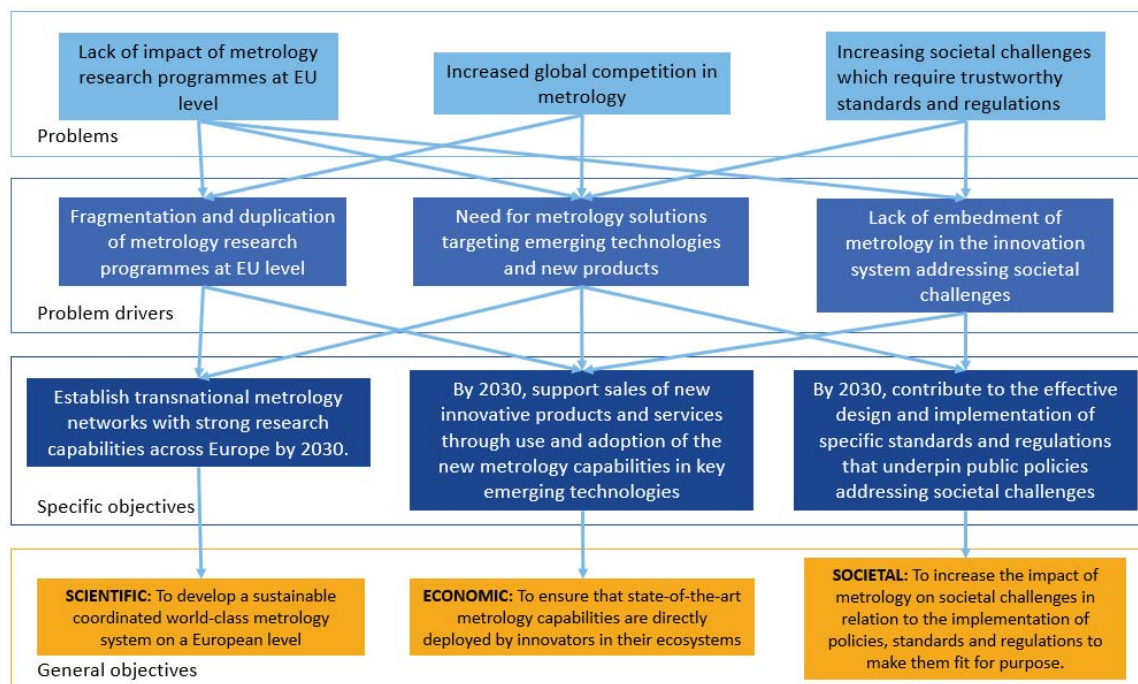 Lack of impact of metrology
research programmes at EU
level
Increased global competition in
metrology
Increasing societal challenges
which require trustworthy
standards and regulations
Problems
Fragmentation and duplication
of metrology research
programmes at EU level
Need for metrology solutions
targeting emerging technologies
and new products
Lack of embedment of
metrology in the innovation
system addressing societal
challenges
Problem drivers
Establish transnational metrology
networks with strong research
capabilities across Europe by 2030.
By 2030, support sales of new
innovative products and services
through use and adoption of the
new metrology capabilities in key
emerging technologies
By 2030, contribute to the effective
design and implementation of
specific standards and regulations
that underpin public policies
addressing societal challenges
Specific objectives
SCIENTIFIC: To develop a sustainable
coordinated world-class metrology
system on a European level
ECONOMIC: To ensure that state-of-the-art
metrology capabilities are directly
deployed by innovators in their ecosystems
SOCIETAL: To increase the impact of
metrology on societal challenges in
relation to the implementation of
policies, standards and regulations to
make them fit for purpose.
General objectives